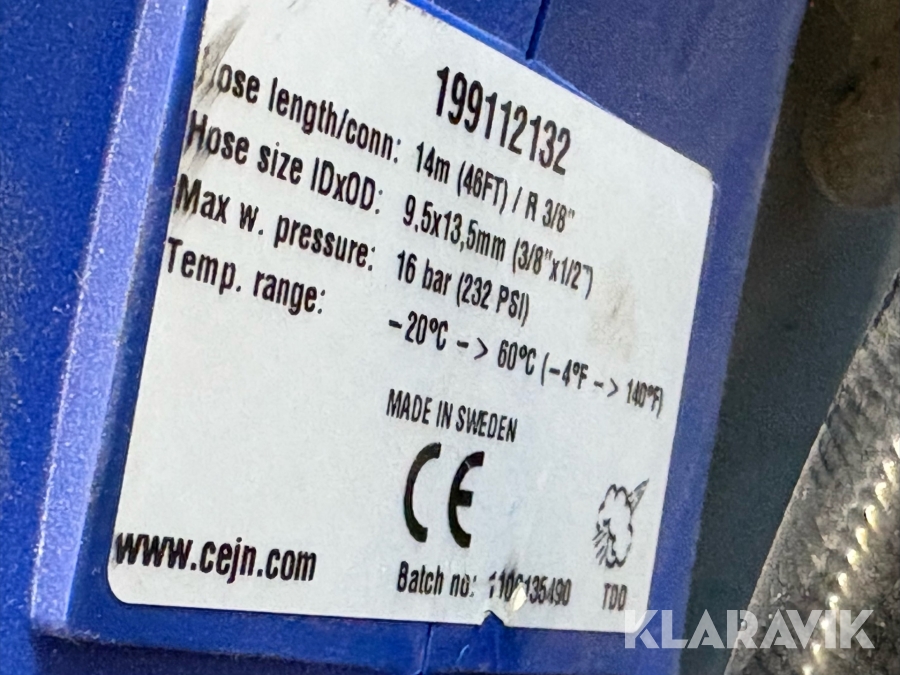 199112132
Hose length/conn: 14m (46FT) / R 3/8"
Hose size IDxOD: 9,5x13,5mm (3/8"x1/2")
Max w. pressure: 16 bar (232 PSI)
Temp. range: -20°C -> 60°C (-4°F -> 140°F)
MADE IN SWEDEN
CE
www.cejn.com
Batch no:
TDD
KLARAVIK